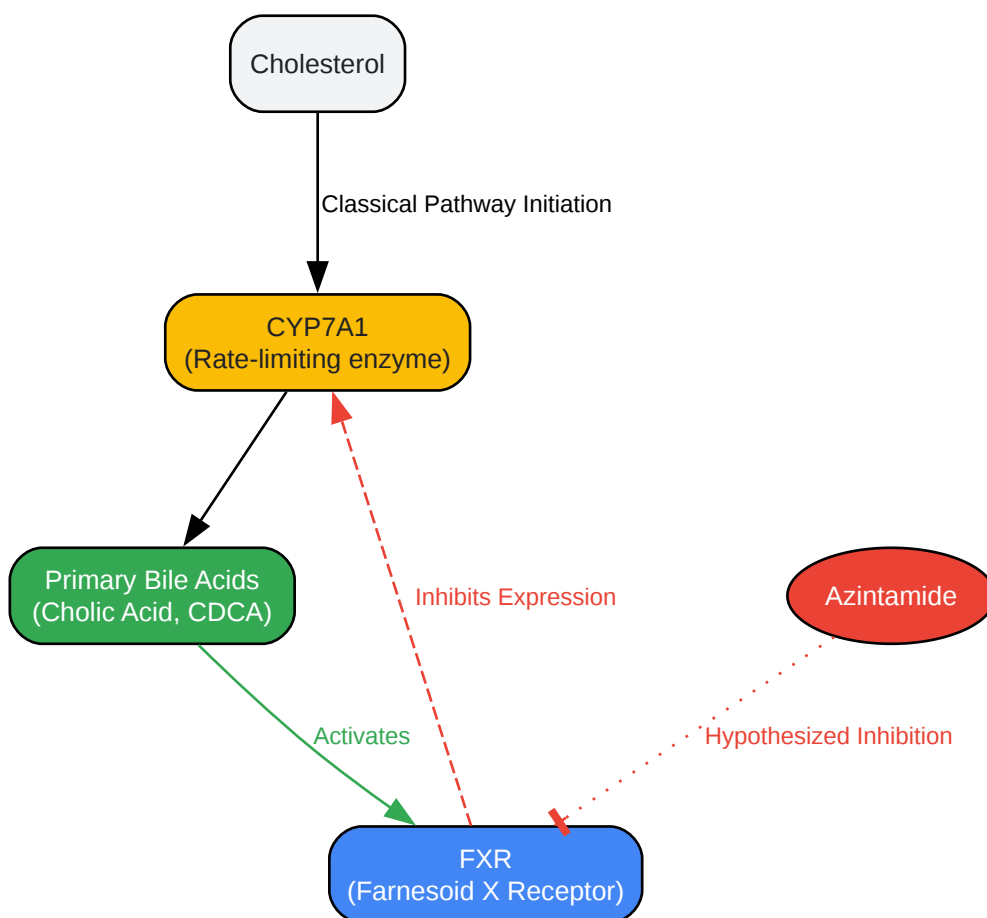 Cholesterol
Classical Pathway Initiation
CYP7A1
(Rate-limiting enzyme)
Primary Bile Acids
(Cholic Acid, CDCA)
Inhibits Expression
Azintamide
Activates
Hypothesized Inhibition
FXR
(Farnesoid X Receptor)